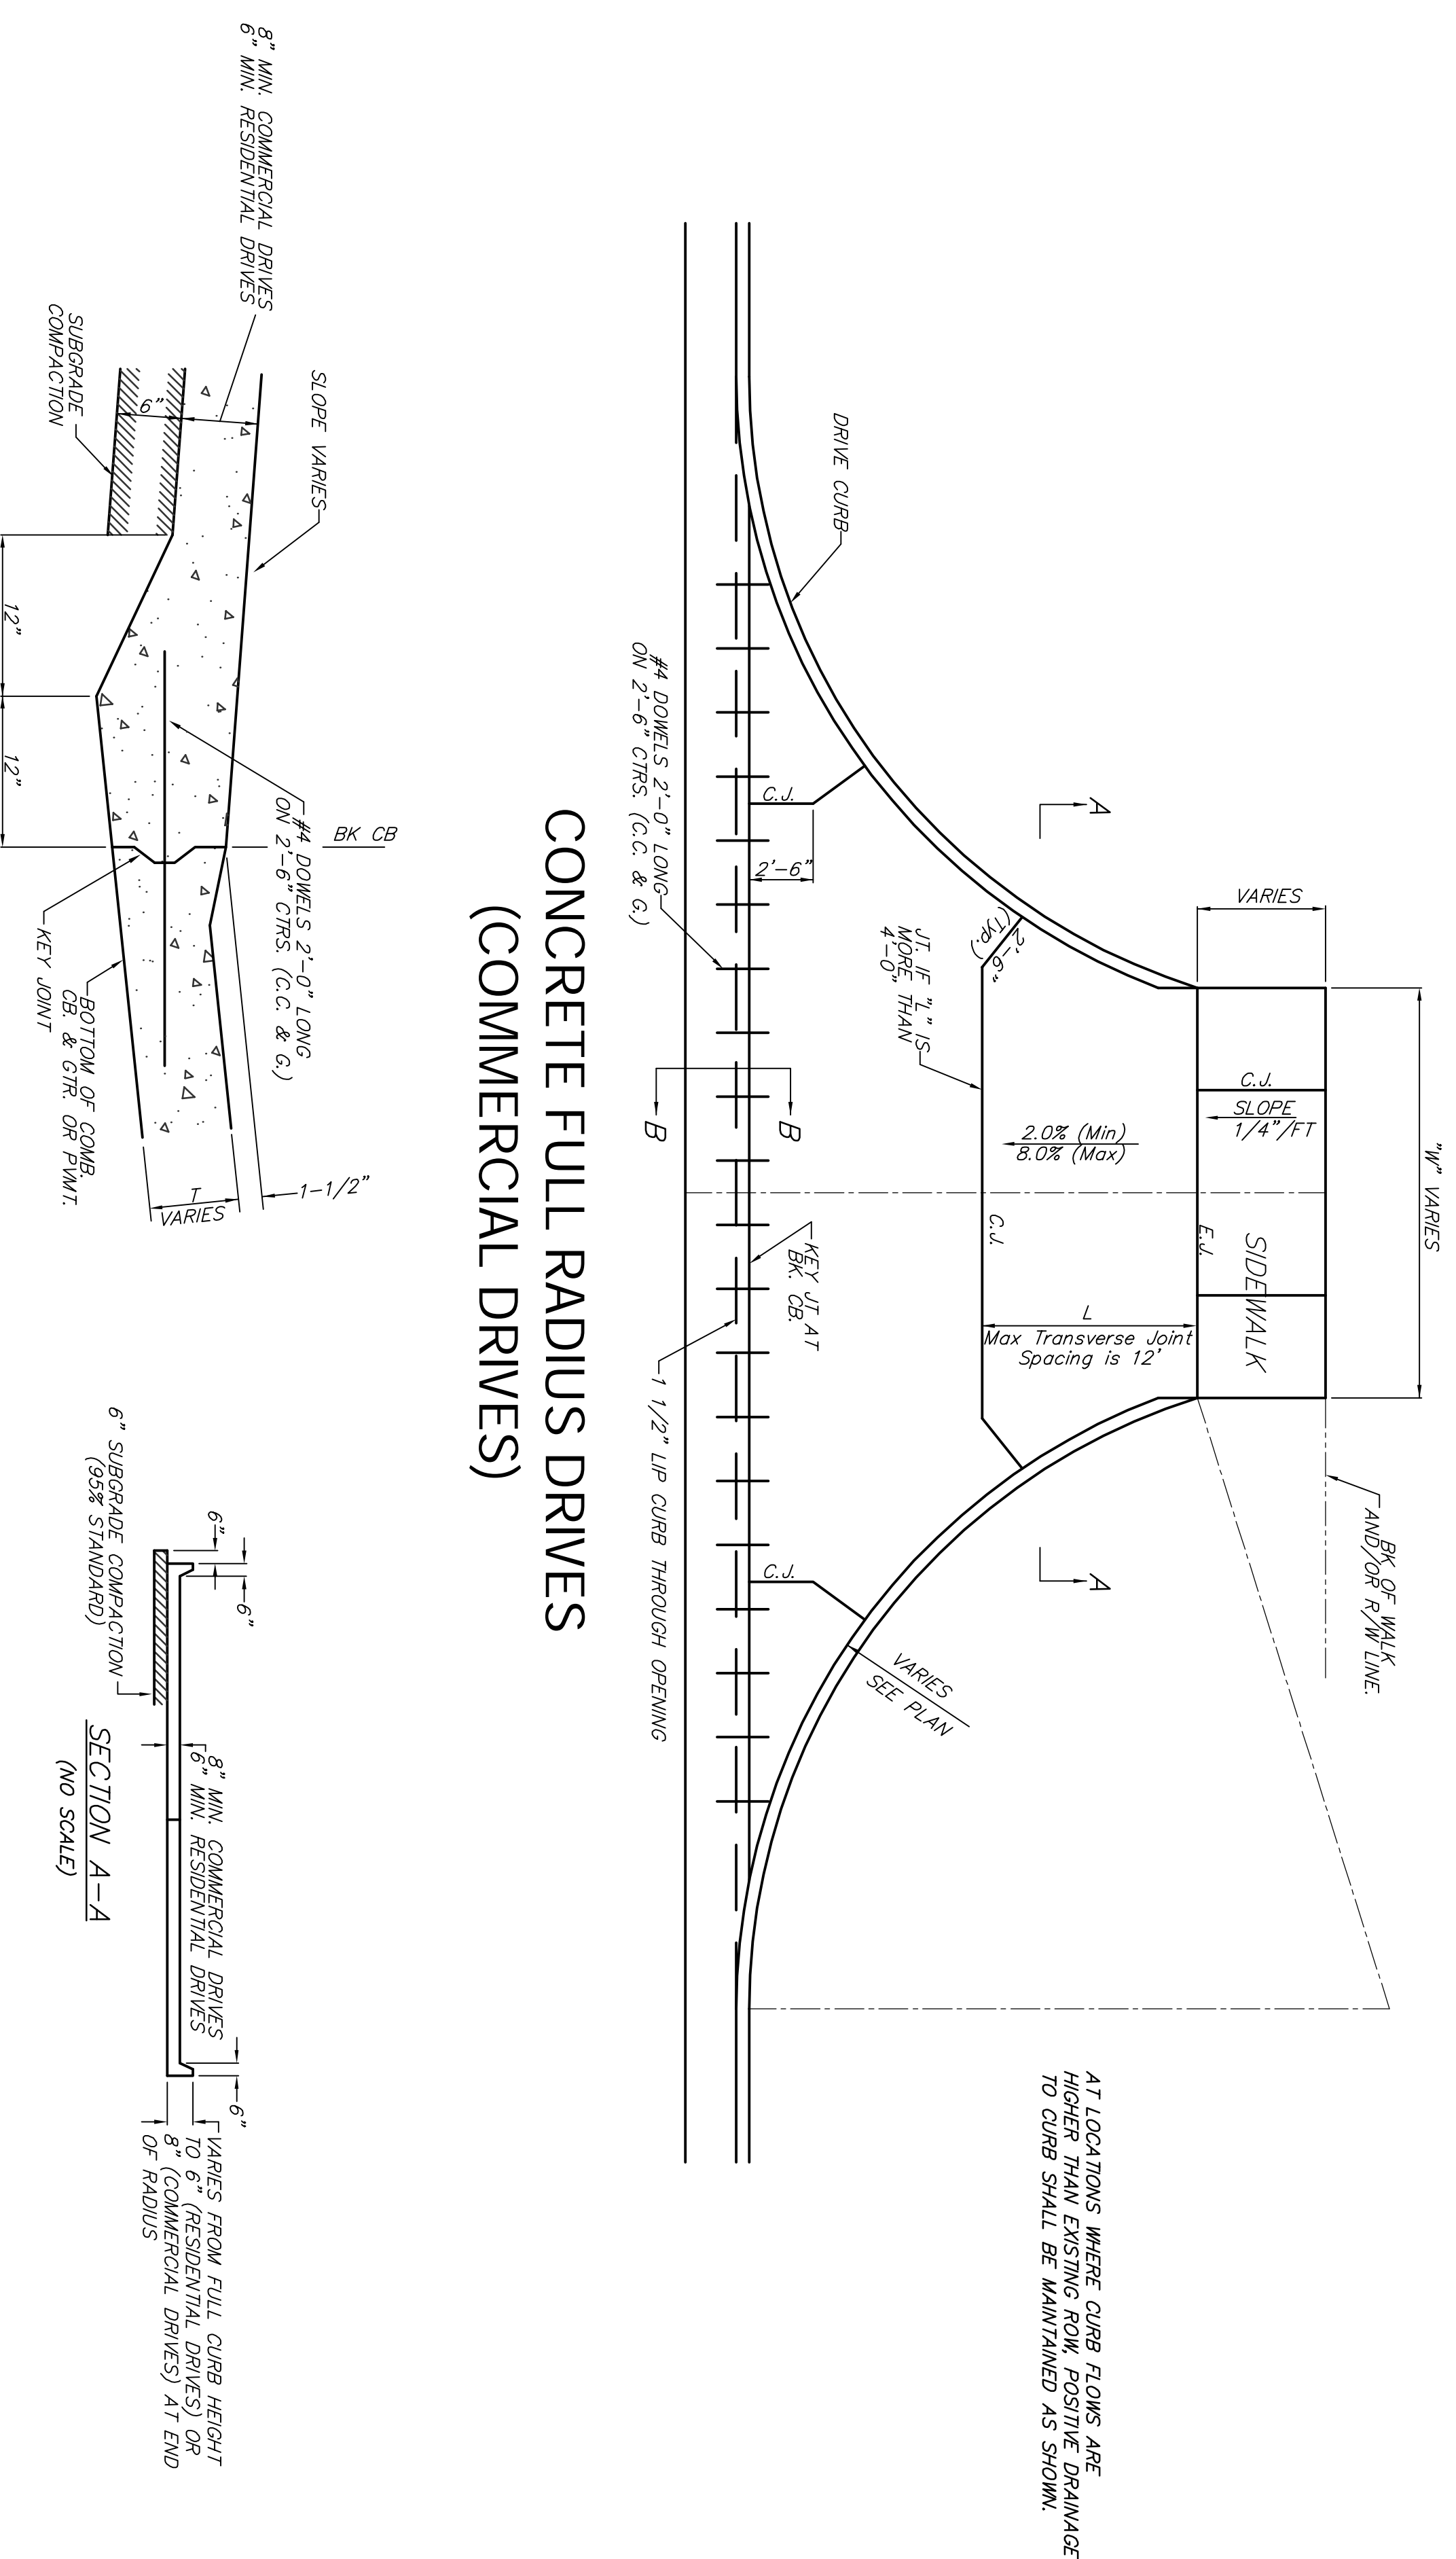 "W" VARIES
BK OF WALK
AND/OR R/W LINE.
VARIES
C.J.
SLOPE
1/4"/FT
SIDEWALK
E.J.
A
A
2'-6"
(Typ.)
JT. IF "L" IS
MORE THAN
4'-0"
2.0% (Min)
8.0% (Max)
L
Max Transverse Joint
Spacing is 12'
C.J.
DRIVE CURB
C.J.
2'-6"
B
B
KEY JT AT
BK. CB.
C.J.
VARIES
SEE PLAN
#4 DOWELS 2'-0" LONG
ON 2'-6" CTRS. (C.C. & G.)
1 1/2" LIP CURB THROUGH OPENING
AT LOCATIONS WHERE CURB FLOWS ARE
HIGHER THAN EXISTING ROW, POSITIVE DRAINAGE
TO CURB SHALL BE MAINTAINED AS SHOWN.
CONCRETE FULL RADIUS DRIVES
(COMMERCIAL DRIVES)
8" MIN. COMMERCIAL DRIVES
6" MIN. RESIDENTIAL DRIVES
SLOPE VARIES
BK CB
#4 DOWELS 2'-0" LONG
ON 2'-6" CTRS. (C.C. & G.)
1-1/2"
6"
T
VARIES
SUBGRADE
COMPACTION
BOTTOM OF COMB.
CB. & GTR. OR PVMT.
KEY JOINT
12"
12"
6"
6"
8" MIN. COMMERCIAL DRIVES
6" MIN. RESIDENTIAL DRIVES
6"
VARIES FROM FULL CURB HEIGHT
TO 6" (RESIDENTIAL DRIVES) OR
8" (COMMERCIAL DRIVES) AT END
OF RADIUS
6" SUBGRADE COMPACTION
(95% STANDARD)
SECTION A-A
(NO SCALE)